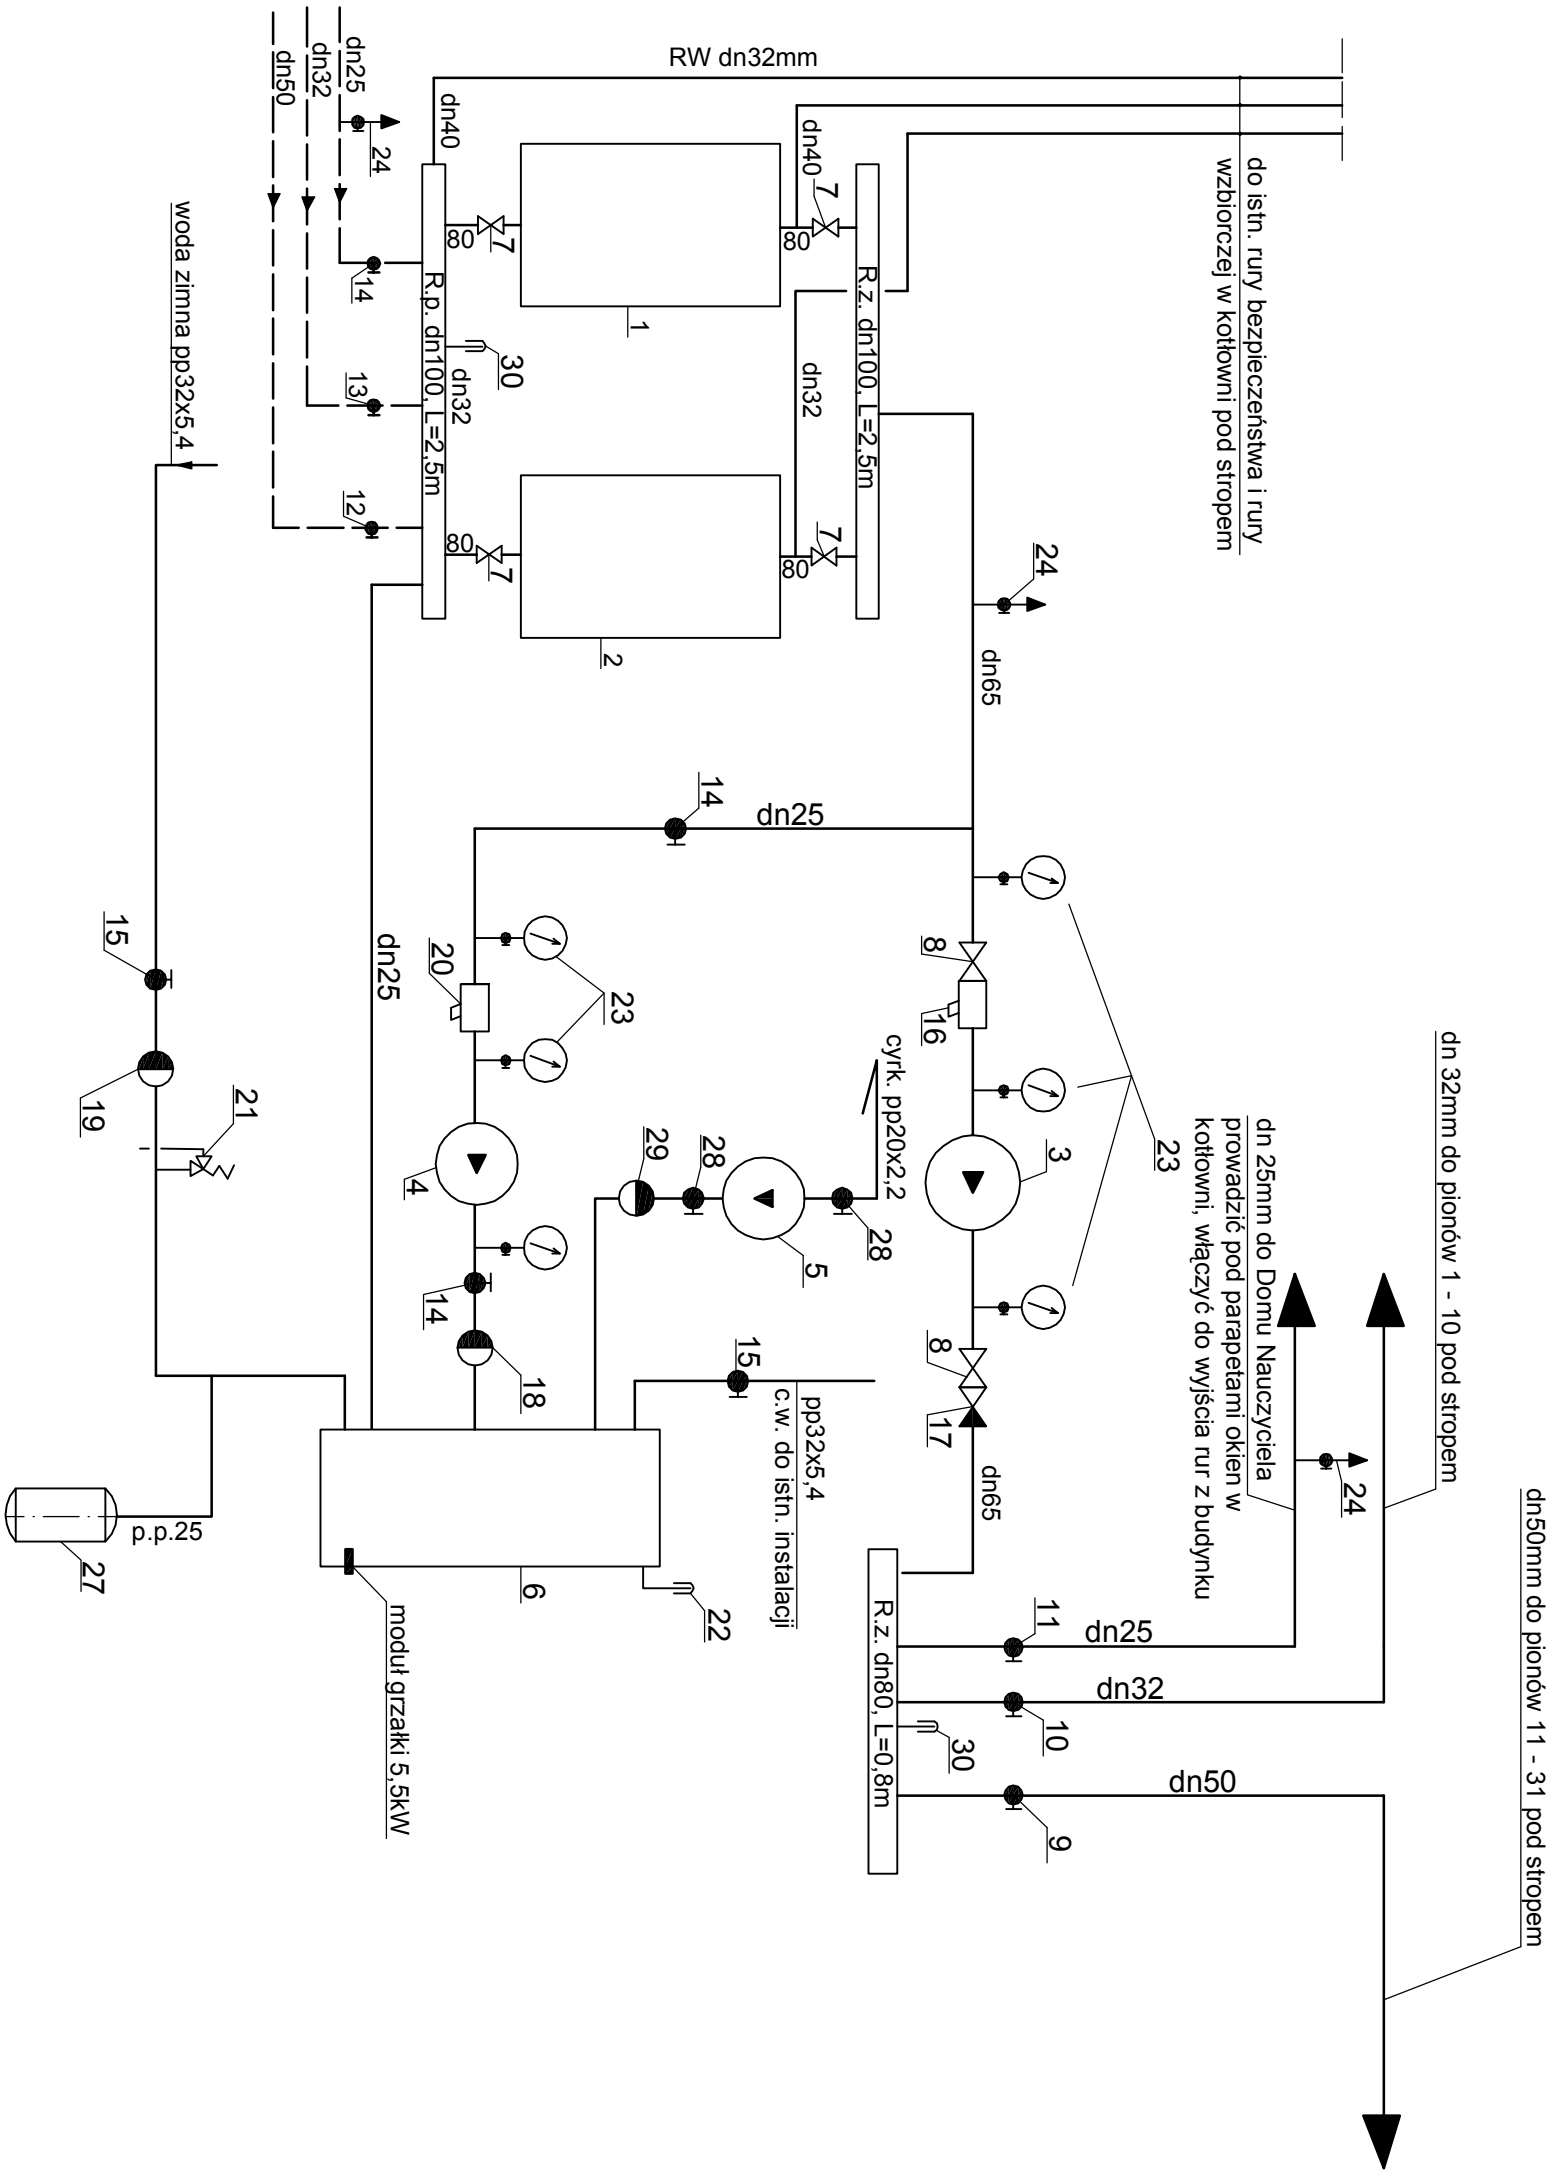 RW dn32mm
do istn. rury bezpieczeństwa i rury
wzbiorczej w kotłowni pod stropem
dn50mm do pionów 11 - 31 pod stropem
dn 32mm do pionów 1 - 10 pod stropem
dn 25mm do Domu Nauczyciela
prowadzić pod parapetami okien w
kotłowni, włączyć do wyjścia rur z budynku
24
24
dn65
23
3
8
16
8
17
dn65
11
dn25
10
dn32
30
9
dn50
R.z. dn80, L=0,8m
dn40
7
80
R.z. dn100, L=2,5m
dn32
7
80
1
2
dn40
80
7
R.p. dn100, L=2,5m
dn32
30
80
7
dn25
dn32
dn50
24
14
13
12
14
dn25
23
20
4
14
18
cyrk. pp20x2,2
28
5
28
29
15
pp32x5,4
c.w. do istn. instalacji
22
6
moduł grzałki 5,5kW
dn25
woda zimna pp32x5,4
15
19
21
p.p.25
27